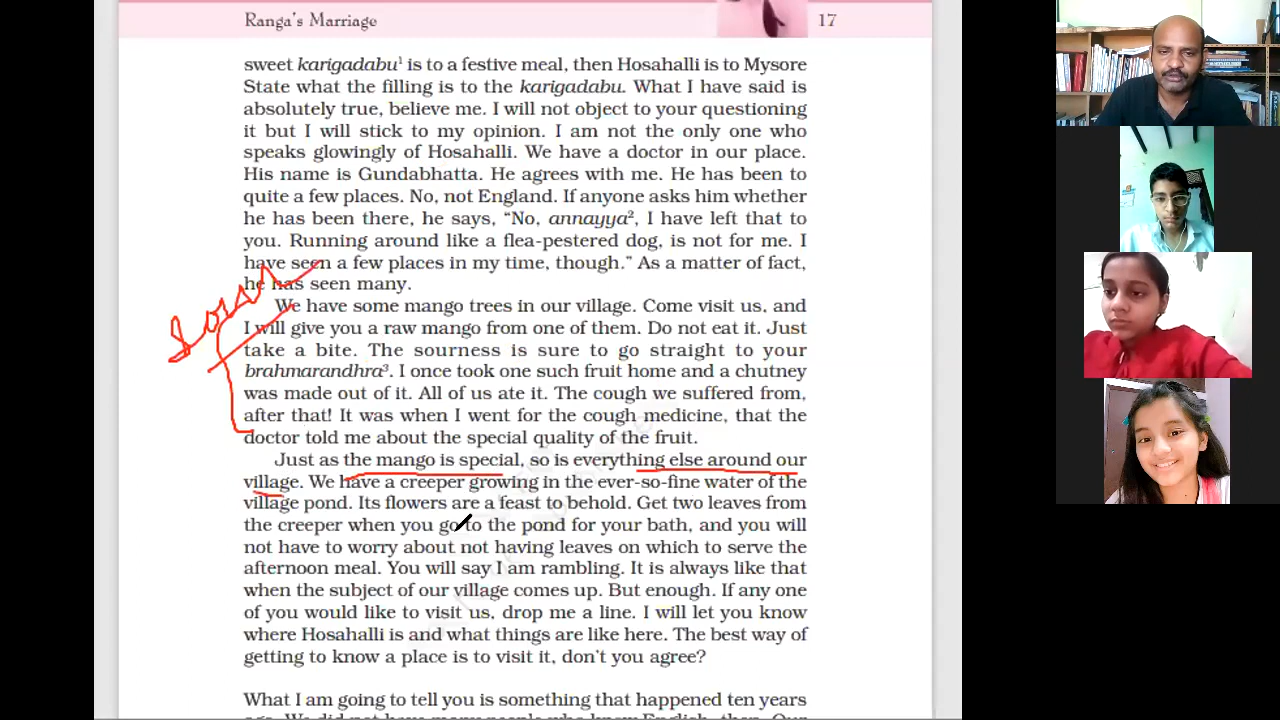 Ranga's Marriage 17
sweet karigadabu¹ is to a festival meal, then Hosahalli is to Mysore
State what the filling is to the karigadabu. What I have said is
absolutely true, believe me. I will not object to your questioning
it but I will stick to my opinion. I am not the only one who
speaks glowingly of Hosahalli. We have a doctor in our place.
His name is Gundabhatta. He agrees with me. He has been to
quite a few places. No, not England. If anyone asks him whether
he has been there, he says, “No, annayya², I have left that to
you. Running around like a flea-pestered dog, is not for me. I
have seen a few places in my time, though.” As a matter of fact,
he has seen many.
We have some mango trees in our village. Come visit us, and
I will give you a raw mango from one of them. Do not eat it. Just
take a bite. The sourness is sure to go straight to your
brahmarandhra³. I once took one such fruit home and a chutney
was made out of it. All of us ate it. The cough we suffered from,
after that! It was when I went for the cough medicine, that the
doctor told me about the special quality of the fruit.
Just as the mango is special, so is everything else around our
village. We have a creeper growing in the ever-so-fine water of the
village pond. Its flowers are a feast to behold. Get two leaves from
the creeper when you go to the pond for your bath, and you will
not have to worry about not having leaves on which to serve the
afternoon meal. You will say I am rambling. It is always like that
when the subject of our village comes up. But enough. If any one
of you would like to visit us, drop me a line. I will let you know
where Hosahalli is and what things are like here. The best way of
getting to know a place is to visit it, don't you agree?
What I am going to tell you is something that happened ten years